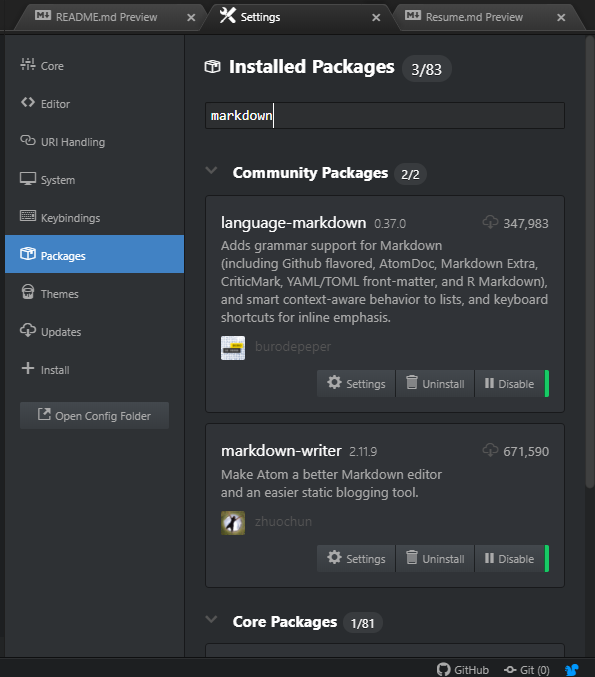 README.md Preview
Settings
Resume.md Preview
Core
Editor
URI Handling
System
Keybindings
Packages
Themes
Updates
Install
Open Config Folder
Installed Packages 3/83
markdown
Community Packages 2/2
language-markdown 0.37.0 347,983
Adds grammar support for Markdown
(including Github flavored, AtomDoc, Markdown Extra,
CriticMark, YAML/TOML front-matter, and R Markdown),
and smart context-aware behavior to lists, and keyboard
shortcuts for inline emphasis.
burodepeper
Settings Uninstall Disable
markdown-writer 2.11.9 671,590
Make Atom a better Markdown editor
and an easier static blogging tool.
zhuochun
Settings Uninstall Disable
Core Packages 1/81
GitHub Git (0)